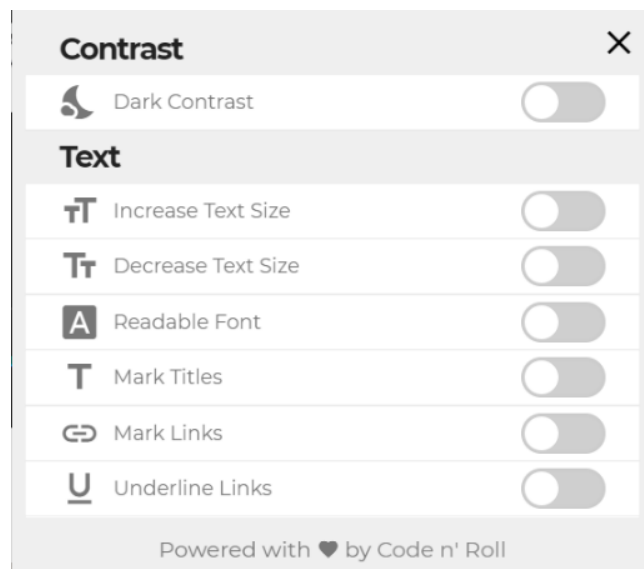 Contrast
Dark Contrast
Text
Increase Text Size
Decrease Text Size
Readable Font
Mark Titles
Mark Links
Underline Links
Powered with ♥ by Code n' Roll